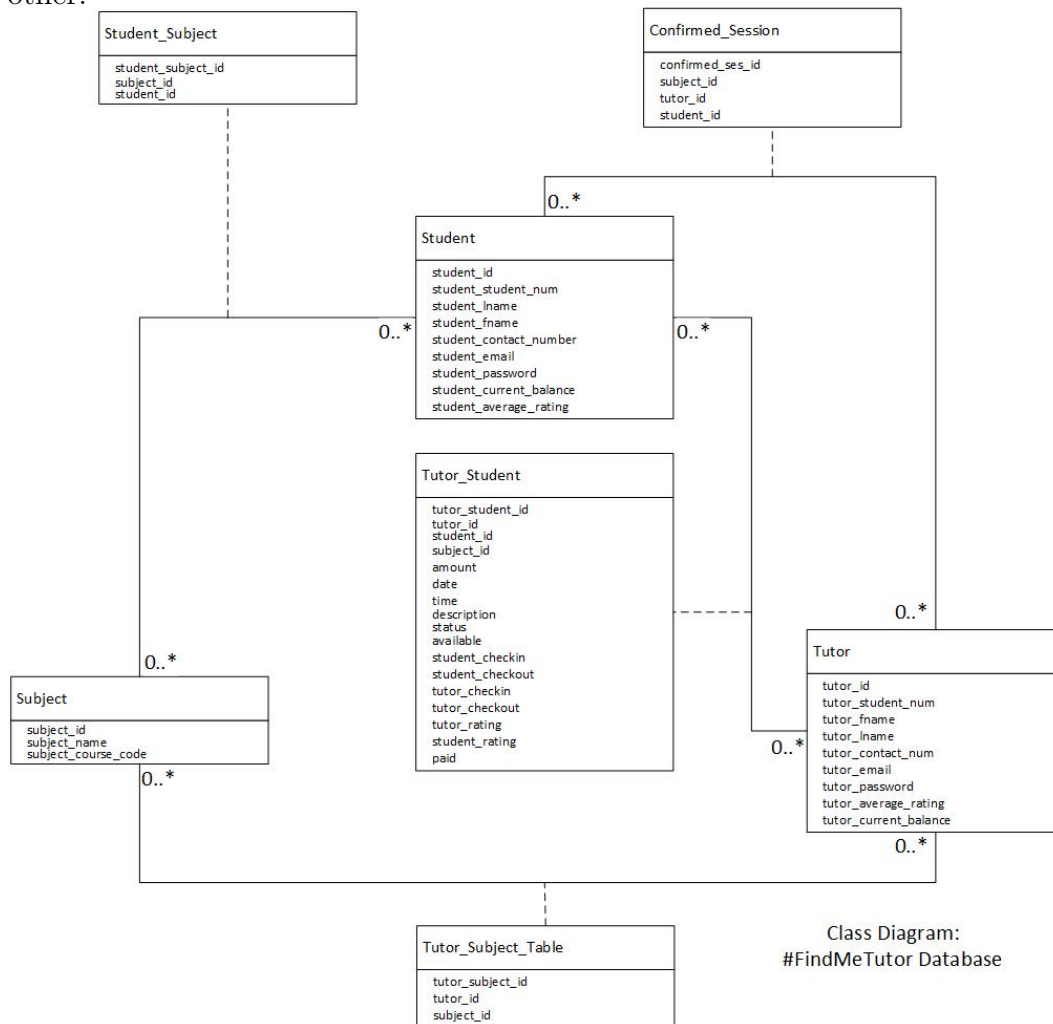 other.
Student_Subject
student_subject_id
subject_id
student_id
Confirmed_Session
confirmed_ses_id
subject_id
tutor_id
student_id
0..*
Student
student_id
student_student_num
student_lname
student_fname
student_contact_number
student_email
student_password
student_current_balance
student_average_rating
0..*
0..*
Tutor_Student
tutor_student_id
tutor_id
student_id
subject_id
amount
date
time
description
status
available
student_checkin
student_checkout
tutor_checkin
tutor_checkout
tutor_rating
student_rating
paid
0..*
Subject
subject_id
subject_name
subject_course_code
0..*
0..*
Tutor
tutor_id
tutor_student_num
tutor_fname
tutor_lname
tutor_contact_num
tutor_email
tutor_password
tutor_average_rating
tutor_current_balance
0..*
0..*
Tutor_Subject_Table
tutor_subject_id
tutor_id
subject_id
Class Diagram:
#FindMeTutor Database